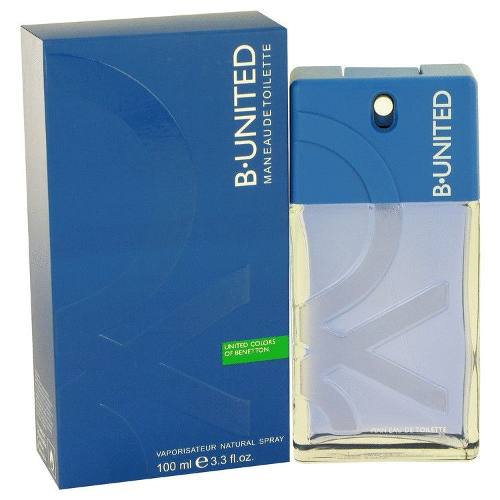 B·UNITED
MAN EAU DE TOILETTE
UNITED COLORS
OF BENETTON.
VAPORISATEUR NATURAL SPRAY
100 ml e 3.3 fl.oz.
B·UNITED
MAN EAU DE TOILETTE